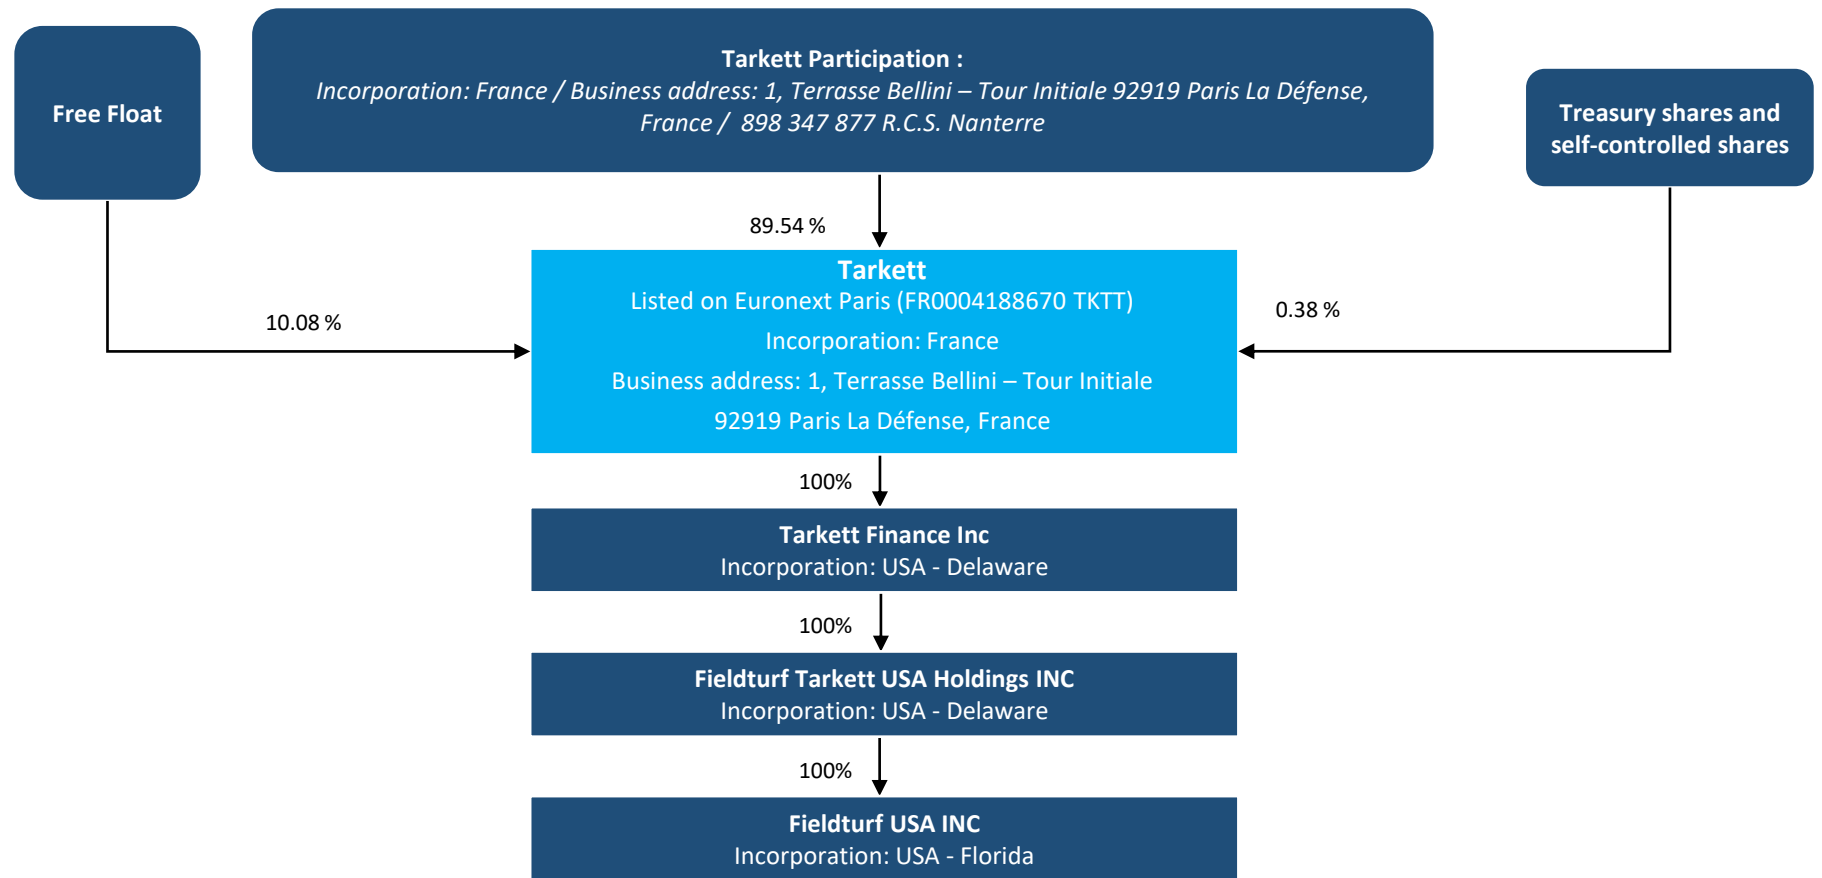 Free Float
Tarkett Participation :
Incorporation: France / Business address: 1, Terrasse Bellini – Tour Initiale 92919 Paris La Défense,
France /  898 347 877 R.C.S. Nanterre
Treasury shares and
self-controlled shares
89.54 %
10.08 %
0.38 %
Tarkett
Listed on Euronext Paris (FR0004188670 TKTT)
Incorporation: France
Business address: 1, Terrasse Bellini – Tour Initiale
92919 Paris La Défense, France
100%
Tarkett Finance Inc
Incorporation: USA - Delaware
100%
Fieldturf Tarkett USA Holdings INC
Incorporation: USA - Delaware
100%
Fieldturf USA INC
Incorporation: USA - Florida